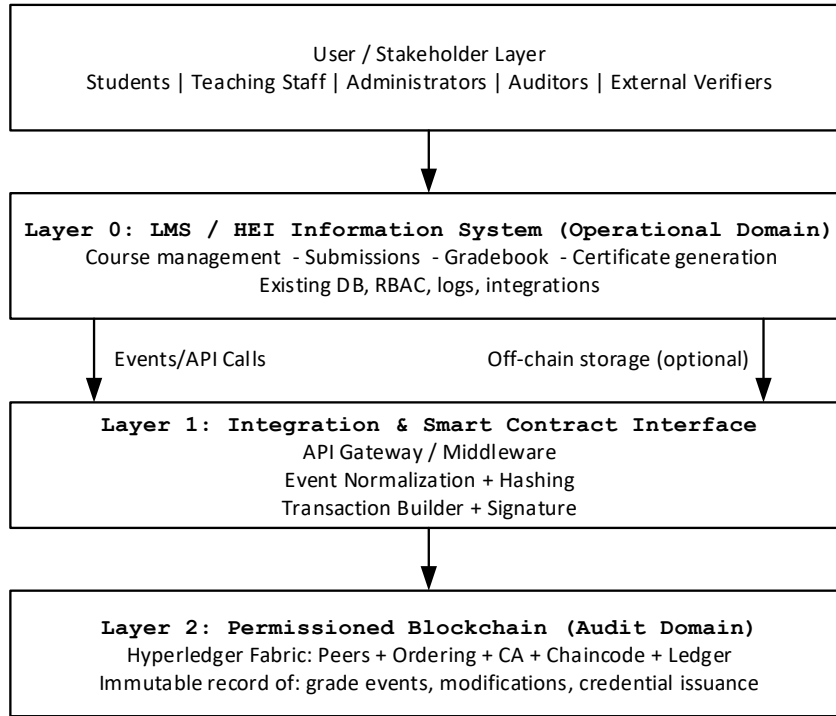 User / Stakeholder Layer
Students | Teaching Staff | Administrators | Auditors | External Verifiers
Layer 0: LMS / HEI Information System (Operational Domain)
Course management - Submissions - Gradebook - Certificate generation
Existing DB, RBAC, logs, integrations
Events/API Calls
Off-chain storage (optional)
Layer 1: Integration & Smart Contract Interface
API Gateway / Middleware
Event Normalization + Hashing
Transaction Builder + Signature
Layer 2: Permissioned Blockchain (Audit Domain)
Hyperledger Fabric: Peers + Ordering + CA + Chaincode + Ledger
Immutable record of: grade events, modifications, credential issuance